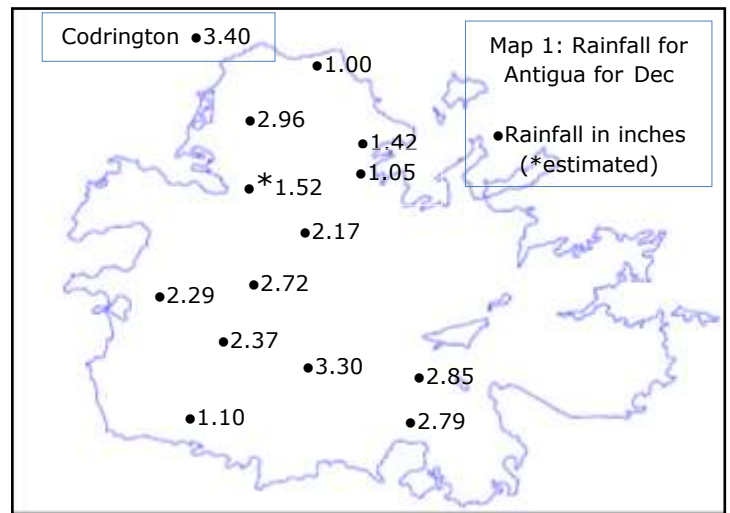 Codrington •3.40
Map 1: Rainfall for
Antigua for Dec
•Rainfall in inches
(*estimated)
•1.00
•2.96
•1.42
•1.05
•*1.52
•2.17
•2.72
•2.29
•2.37
•3.30
•2.85
•1.10
•2.79